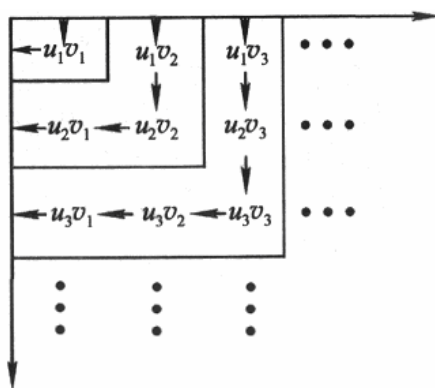 u₁v₁ u₁v₂ u₁v₃ •••
u₂v₁ u₂v₂ u₂v₃ •••
u₃v₁ u₃v₂ u₃v₃ •••